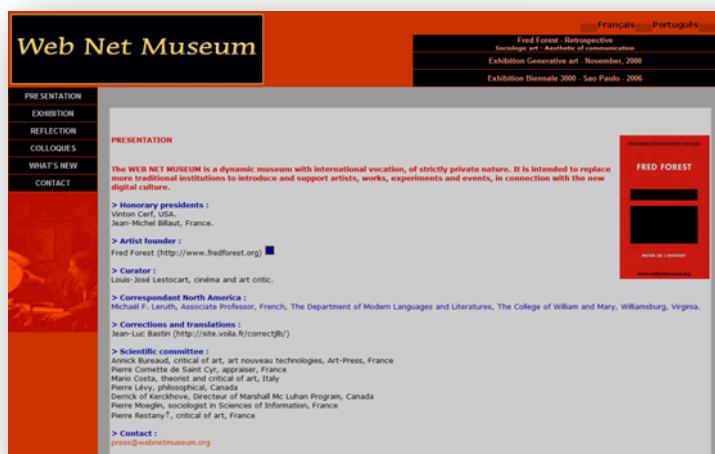 Web Net Museum
Français
Português
Fred Forest - Retrospective
Sociologic art - Aesthetic of communication
Exhibition Generative art - November, 2000
Exhibition Biennale 3000 - Sao Paulo - 2006
PRESENTATION
EXHIBITION
REFLECTION
COLLOQUES
WHAT'S NEW
CONTACT
PRESENTATION
The WEB NET MUSEUM is a dynamic museum with international vocation, of strictly private nature. It is intended to replace
more traditional institutions to introduce and support artists, works, experiments and events, in connection with the new
digital culture.
> Honorary presidents :
Vinton Cerf, USA.
Jean-Michel Billaut, France.
> Artist founder :
Fred Forest (http://www.fredforest.org)
> Curator :
Louis-José Lestocart, cinéma and art critic.
> Correspondant North America :
Michaël F. Leruth, Associate Professor, French, The Department of Modern Languages and Literatures, The College of William and Mary, Williamsburg, Virginia.
> Corrections and translations :
Jean-Luc Bastin (http://site.voila.fr/correctjlb/)
> Scientific committee :
Annick Bureaud, critical of art, art nouveau technologies, Art-Press, France
Pierre Cornette de Saint Cyr, appraiser, France
Mario Costa, theorist and critical of art, Italy
Pierre Lévy, philosophical, Canada
Derrick of Kerckhove, Directeur of Marshall Mc Luhan Program, Canada
Pierre Moeglin, sociologist in Sciences of Information, France
Pierre Restany†, critical of art, France
> Contact :
press@webnetmuseum.org
FRED FOREST
MUSÉE DE L'INTERNET
www.webnetmuseum.org